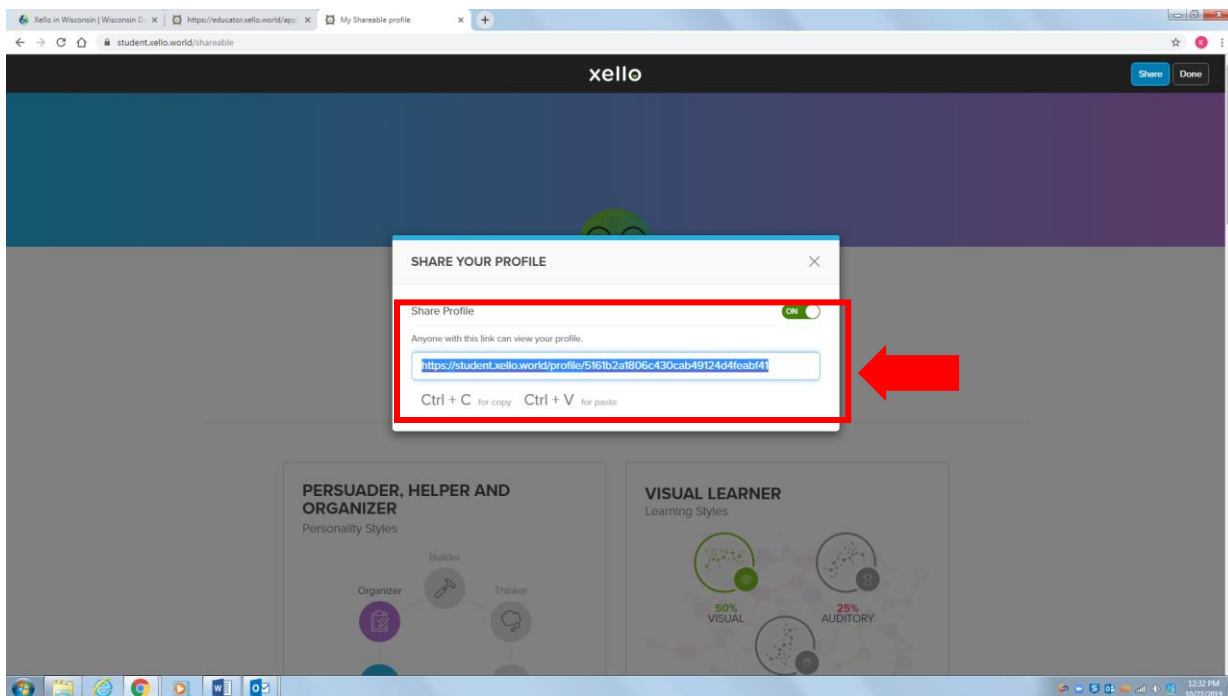 Xello in Wisconsin | Wisconsin D
https://educator.xello.world/app
My Shareable profile
student.xello.world/shareable
xello
Share
Done
SHARE YOUR PROFILE
Share Profile
ON
Anyone with this link can view your profile.
https://student.xello.world/profile/5161b2a1806c430cab49124d4feabf41
Ctrl + C for copy Ctrl + V for paste
PERSUADER, HELPER AND
ORGANIZER
Personality Styles
Builder
Organizer
Thinker
VISUAL LEARNER
Learning Styles
50%
VISUAL
25%
AUDITORY
12:32 PM
10/22/2019